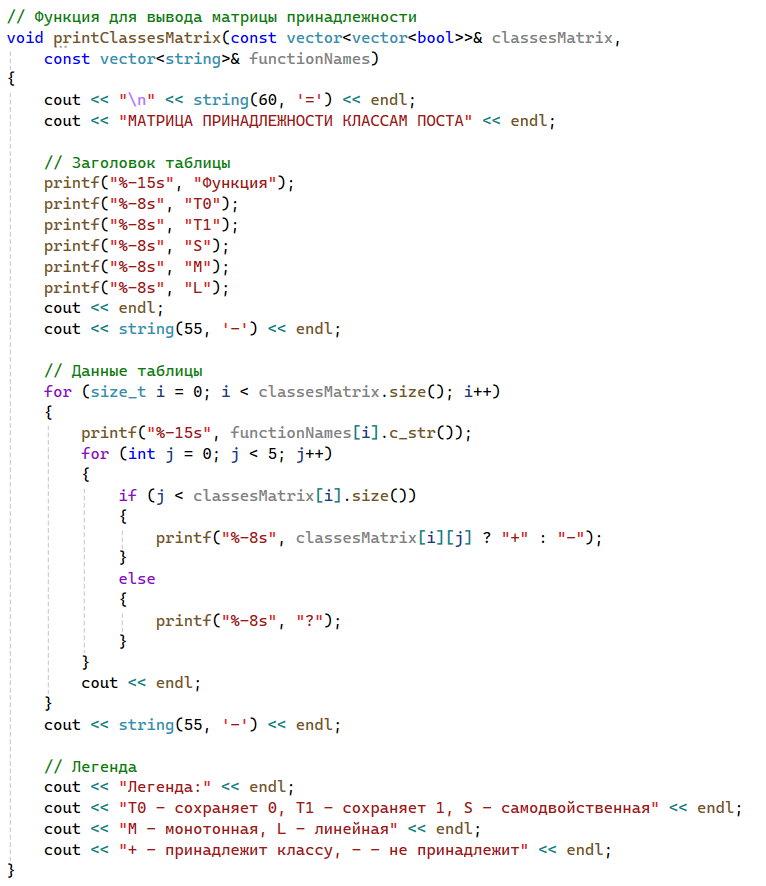 // Функция для вывода матрицы принадлежности
void printClassesMatrix(const vector<vector<bool>>& classesMatrix,
    const vector<string>& functionNames)
{
    cout << "\n" << string(60, '=') << endl;
    cout << "МАТРИЦА ПРИНАДЛЕЖНОСТИ КЛАССАМ ПОСТА" << endl;

    // Заголовок таблицы
    printf("%-15s", "Функция");
    printf("%-8s", "T0");
    printf("%-8s", "T1");
    printf("%-8s", "S");
    printf("%-8s", "M");
    printf("%-8s", "L");
    cout << endl;
    cout << string(55, '-') << endl;

    // Данные таблицы
    for (size_t i = 0; i < classesMatrix.size(); i++)
    {
        printf("%-15s", functionNames[i].c_str());
        for (int j = 0; j < 5; j++)
        {
            if (j < classesMatrix[i].size())
            {
                printf("%-8s", classesMatrix[i][j] ? "+" : "-");
            }
            else
            {
                printf("%-8s", "?");
            }
        }
        cout << endl;
    }
    cout << string(55, '-') << endl;

    // Легенда
    cout << "Легенда:" << endl;
    cout << "T0 - сохраняет 0, T1 - сохраняет 1, S - самодвойственная" << endl;
    cout << "M - монотонная, L - линейная" << endl;
    cout << "+ - принадлежит классу, - - не принадлежит" << endl;
}